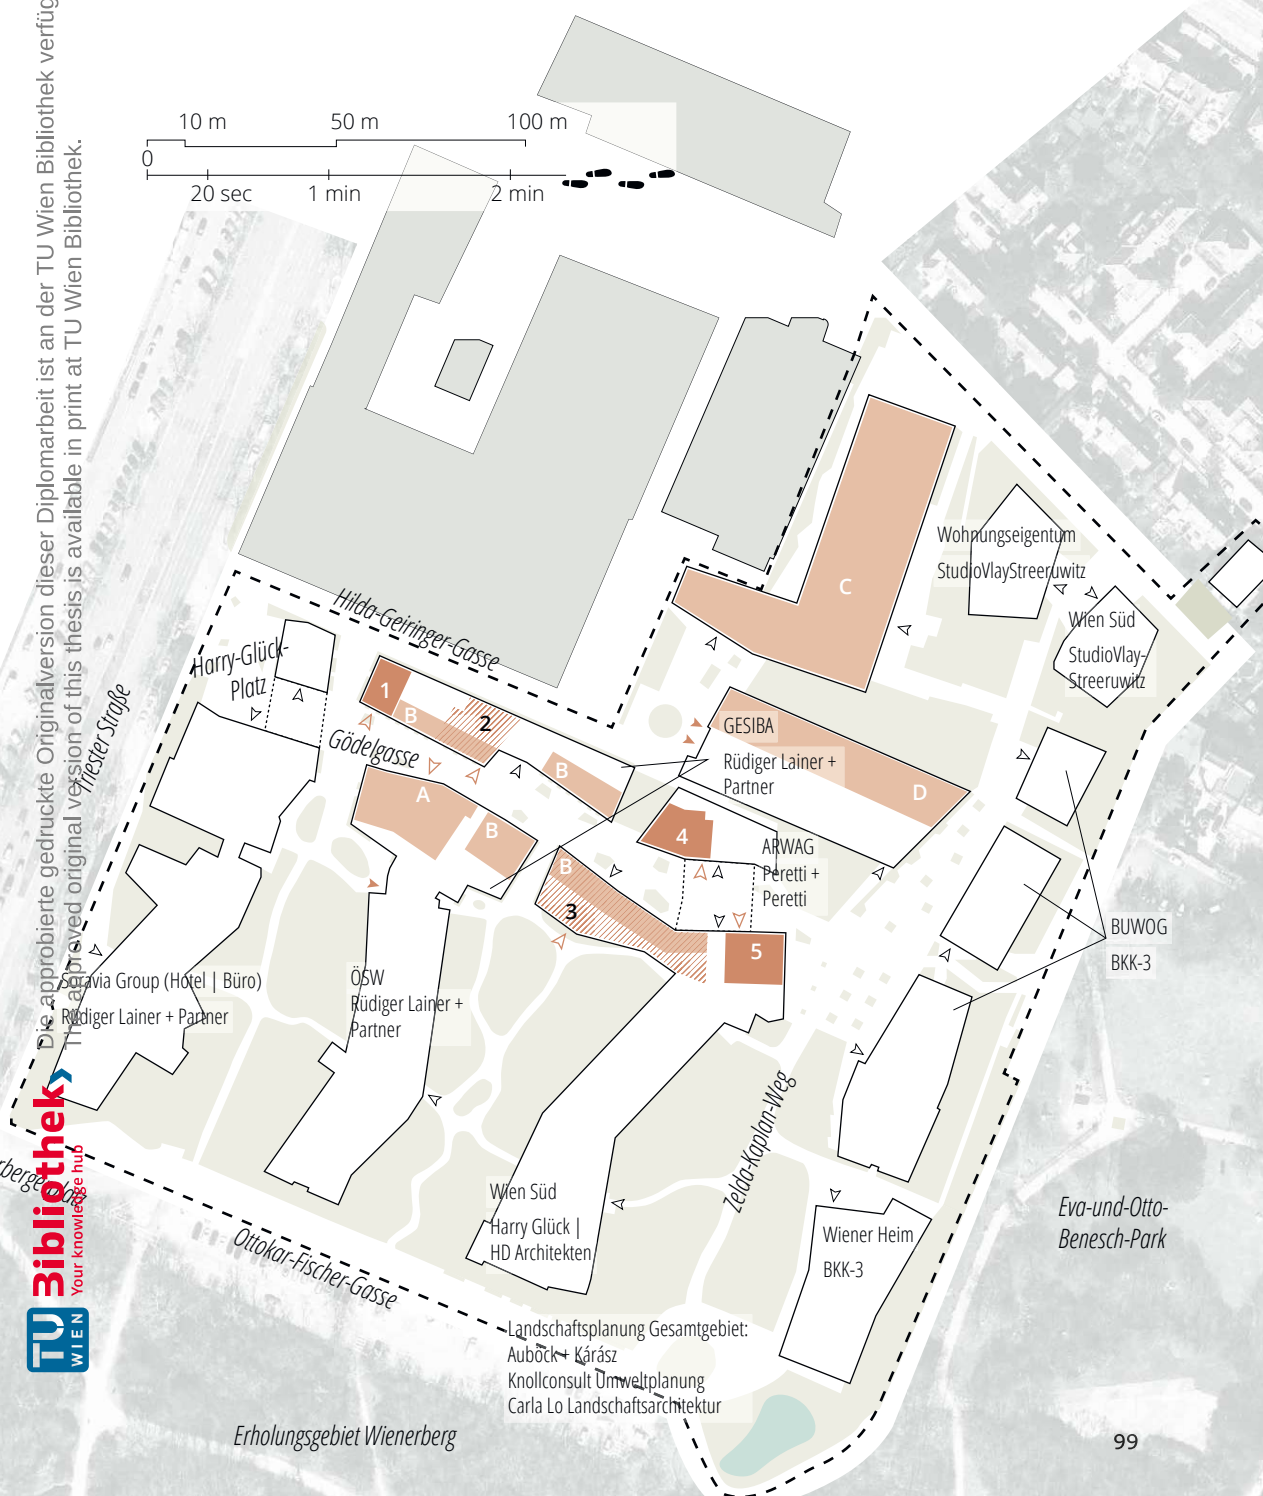 Die approbierte gedruckte Originalversion dieser Diplomarbeit ist an der TU Wien Bibliothek verfüg
The approved original version of this thesis is available in print at TU Wien Bibliothek.
10 m 50 m 100 m
0
20 sec 1 min 2 min
Hilda-Geiringer-Gasse
Harry-Glück-
Platz
Triester Straße
Gödelgasse
1
B
2
B
A
B
B
3
4
5
C
D
Wohnungseigentum
StudioVlayStreeruwitz
Wien Süd
StudioVlay-
Streeruwitz
GESIBA
Rüdiger Lainer +
Partner
ARWAG
Peretti +
Peretti
BUWOG
BKK-3
Soravia Group (Hotel | Büro)
Rüdiger Lainer + Partner
ÖSW
Rüdiger Lainer +
Partner
Zelda-Kaplan-Weg
Wien Süd
Harry Glück |
HD Architekten
Wiener Heim
BKK-3
Eva-und-Otto-
Benesch-Park
Ottokar-Fischer-Gasse
Landschaftsplanung Gesamtgebiet:
Auböck + Kárász
Knollconsult Umweltplanung
Carla Lo Landschaftsarchitektur
Erholungsgebiet Wienerberg
99
TU
WIEN
Bibliothek
Your knowledge hub